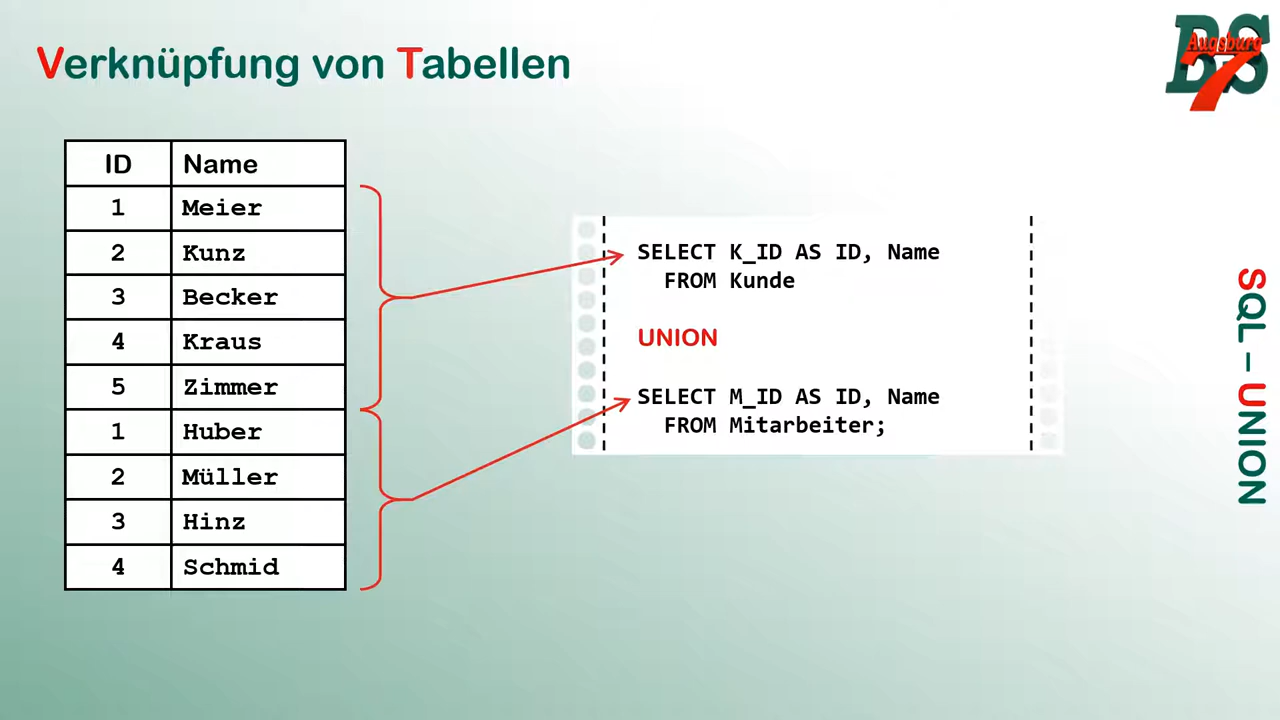 Verknüpfung von Tabellen
BS
Augsburg
7
ID Name
1 Meier
2 Kunz
3 Becker
4 Kraus
5 Zimmer
1 Huber
2 Müller
3 Hinz
4 Schmid
SELECT K_ID AS ID, Name
FROM Kunde
UNION
SELECT M_ID AS ID, Name
FROM Mitarbeiter;
SQL – UNION